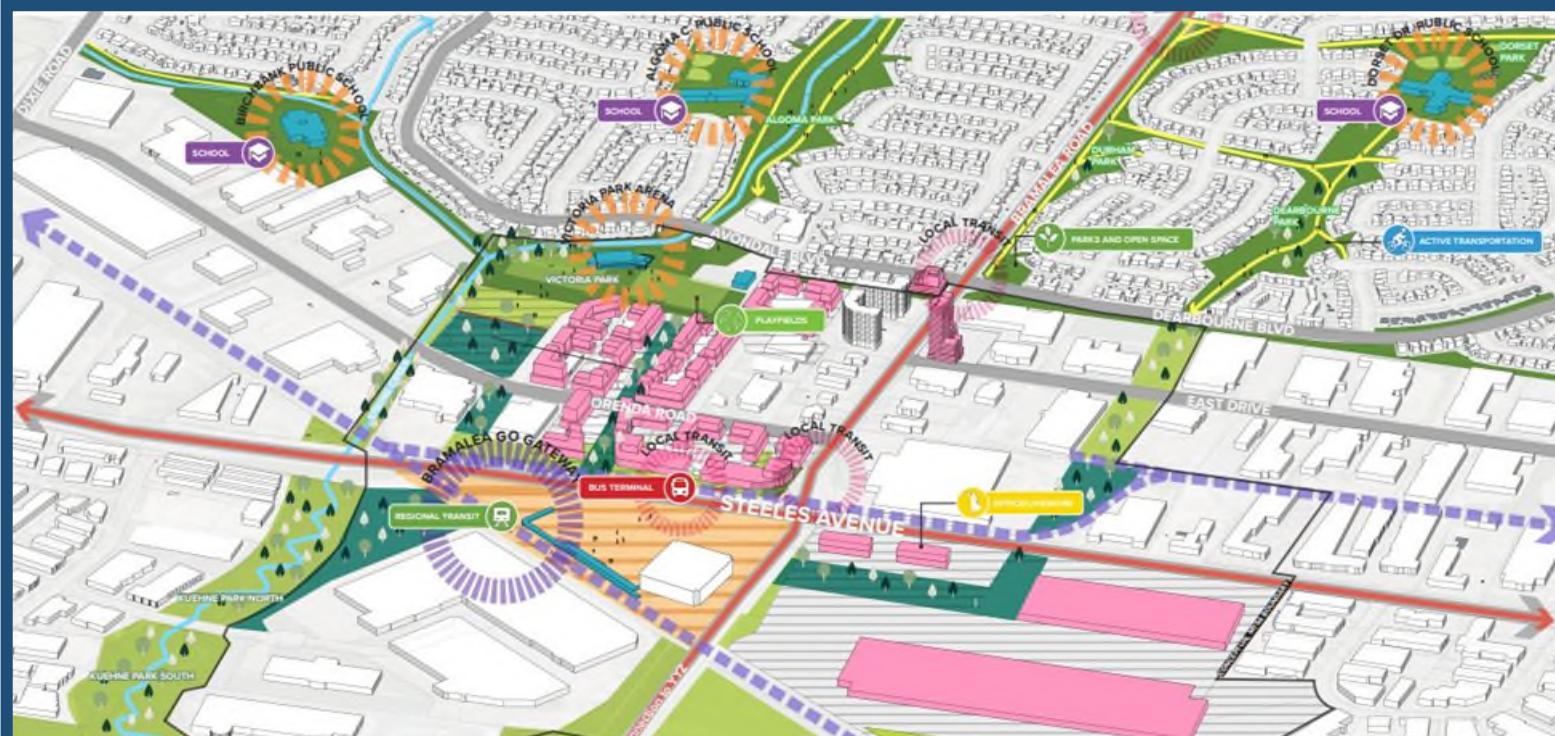 DIXIE ROAD
BIRCHBANK PUBLIC SCHOOL
SCHOOL
ALGOMA C. PUBLIC SCHOOL
SCHOOL
ALGOMA PARK
BRAMALEA ROAD
DORSET DR. PUBLIC SCHOOL
DORSET
PARK
SCHOOL
DURHAM
PARK
DEARBOURNE
PARK
VICTORIA PARK ARENA
AVONDALE BLVD
LOCAL TRANSIT
PARKS AND OPEN SPACE
ACTIVE TRANSPORTATION
VICTORIA PARK
PLAYFIELDS
DEARBOURNE BLVD
ORENDA ROAD
EAST DRIVE
BRAMALEA GO GATEWAY
LOCAL TRANSIT
LOCAL TRANSIT
BUS TERMINAL
REGIONAL TRANSIT
STEELES AVENUE
KUEHNE PARK NORTH
KUEHNE PARK SOUTH